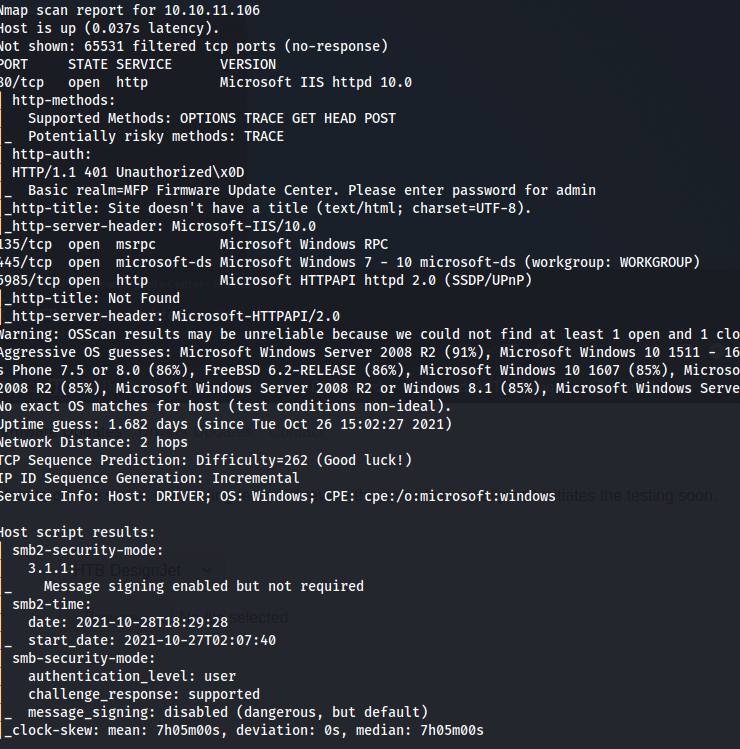 Nmap scan report for 10.10.11.106
Host is up (0.037s latency).
Not shown: 65531 filtered tcp ports (no-response)
PORT     STATE SERVICE      VERSION
80/tcp   open  http         Microsoft IIS httpd 10.0
| http-methods:
|   Supported Methods: OPTIONS TRACE GET HEAD POST
|_  Potentially risky methods: TRACE
| http-auth:
| HTTP/1.1 401 Unauthorized\x0D
|_  Basic realm=MFP Firmware Update Center. Please enter password for admin
|_http-title: Site doesn't have a title (text/html; charset=UTF-8).
|_http-server-header: Microsoft-IIS/10.0
135/tcp  open  msrpc        Microsoft Windows RPC
445/tcp  open  microsoft-ds Microsoft Windows 7 - 10 microsoft-ds (workgroup: WORKGROUP)
5985/tcp open  http         Microsoft HTTPAPI httpd 2.0 (SSDP/UPnP)
|_http-title: Not Found
|_http-server-header: Microsoft-HTTPAPI/2.0
Warning: OSScan results may be unreliable because we could not find at least 1 open and 1 clo
Aggressive OS guesses: Microsoft Windows Server 2008 R2 (91%), Microsoft Windows 10 1511 - 16
s Phone 7.5 or 8.0 (86%), FreeBSD 6.2-RELEASE (86%), Microsoft Windows 10 1607 (85%), Microso
2008 R2 (85%), Microsoft Windows Server 2008 R2 or Windows 8.1 (85%), Microsoft Windows Serve
No exact OS matches for host (test conditions non-ideal).
Uptime guess: 1.682 days (since Tue Oct 26 15:02:27 2021)
Network Distance: 2 hops
TCP Sequence Prediction: Difficulty=262 (Good luck!)
IP ID Sequence Generation: Incremental
Service Info: Host: DRIVER; OS: Windows; CPE: cpe:/o:microsoft:windows
iates the testing soon.
Host script results:
| smb2-security-mode:
|   3.1.1:
HTB DesignJet
|_    Message signing enabled but not required
| smb2-time:
|   date: 2021-10-28T18:29:28
No file selected.
|_  start_date: 2021-10-27T02:07:40
| smb-security-mode:
|   authentication_level: user
|   challenge_response: supported
|_  message_signing: disabled (dangerous, but default)
|_clock-skew: mean: 7h05m00s, deviation: 0s, median: 7h05m00s